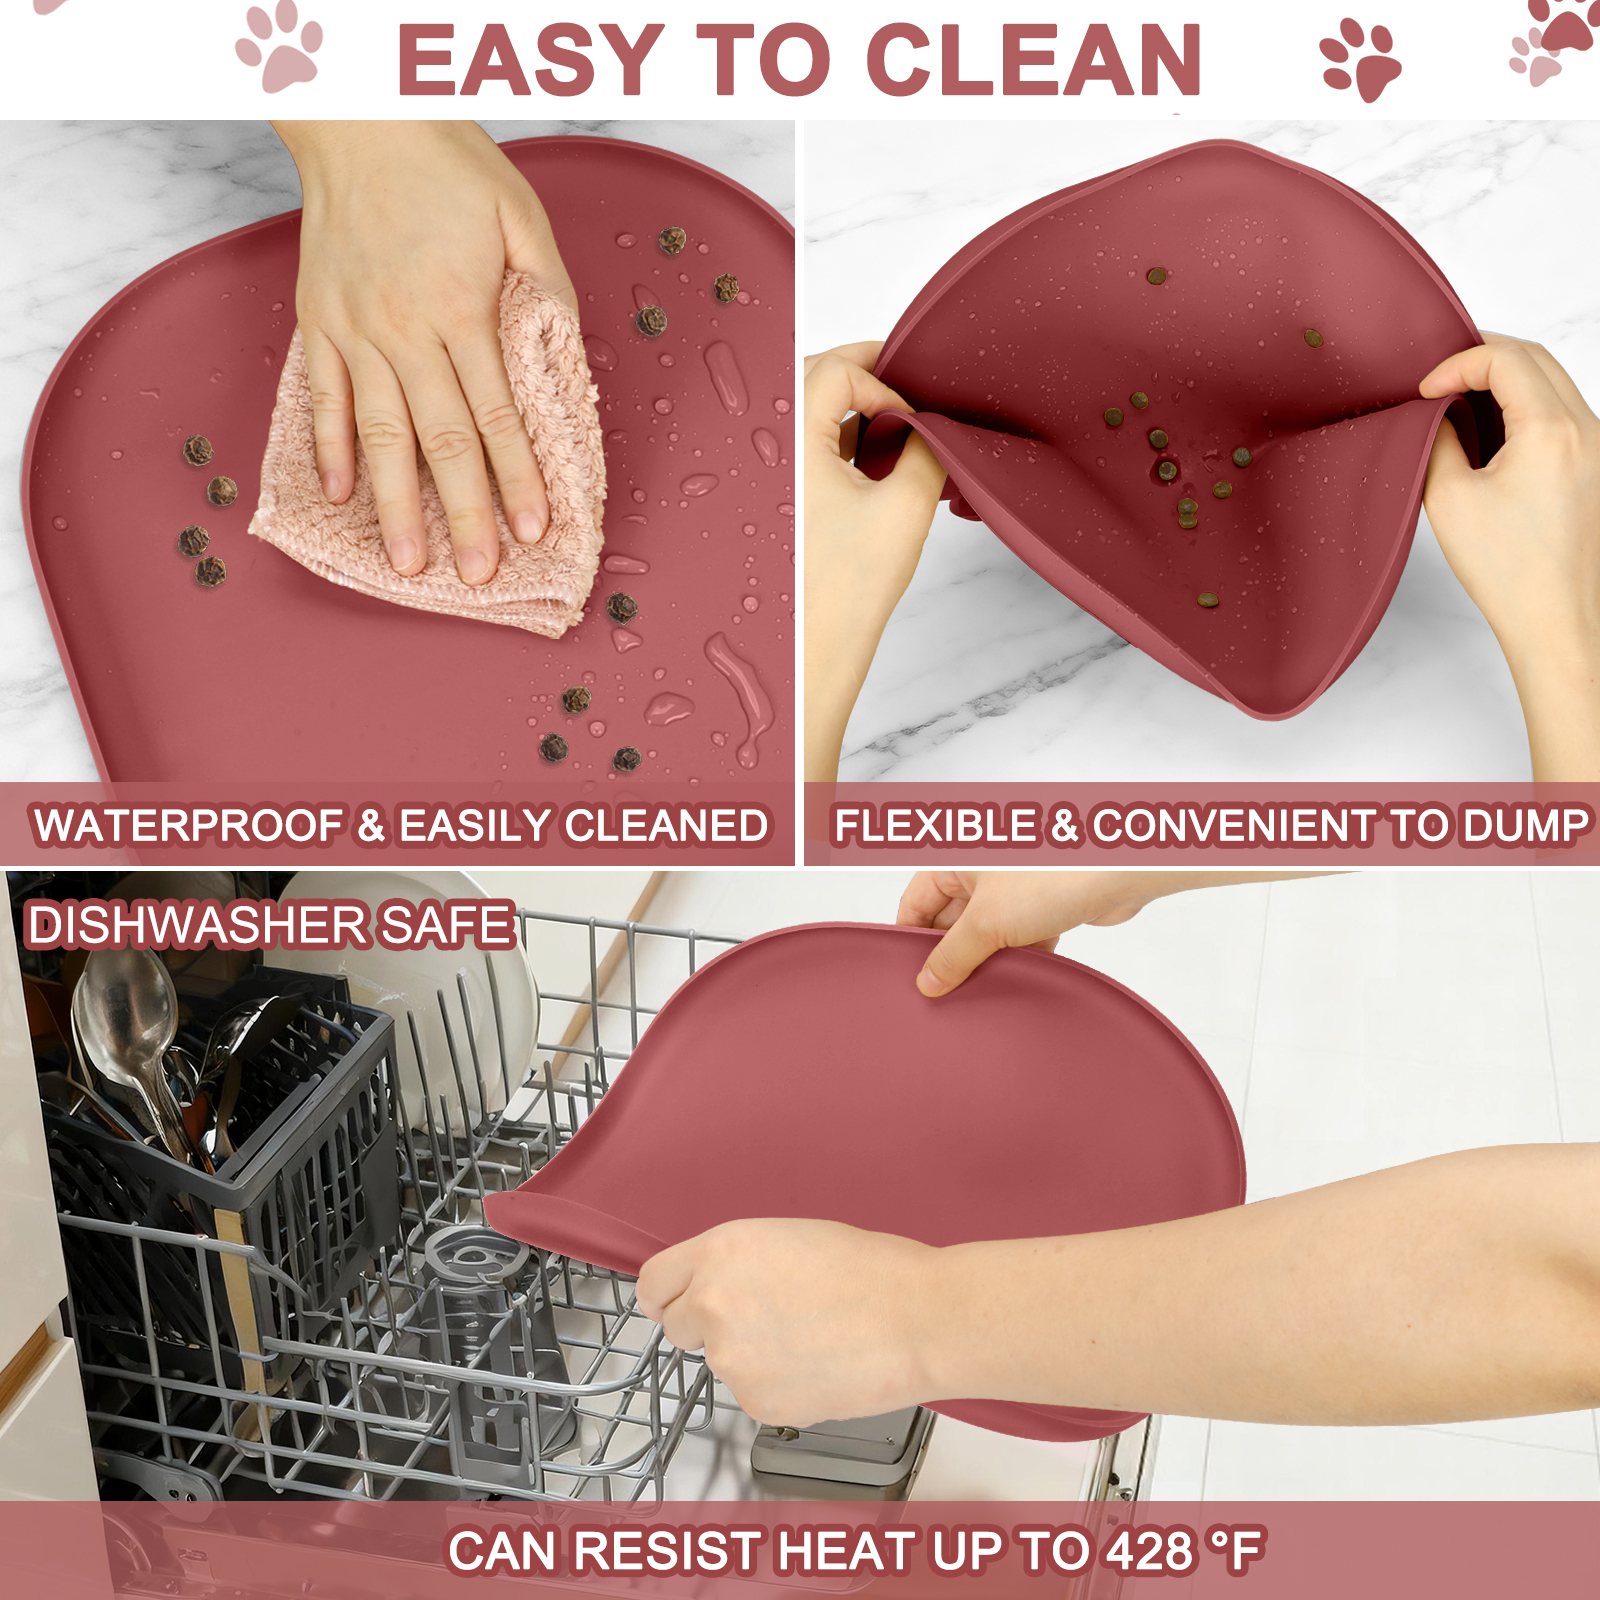 EASY TO CLEAN
WATERPROOF & EASILY CLEANED
FLEXIBLE & CONVENIENT TO DUMP
DISHWASHER SAFE
CAN RESIST HEAT UP TO 428 °F